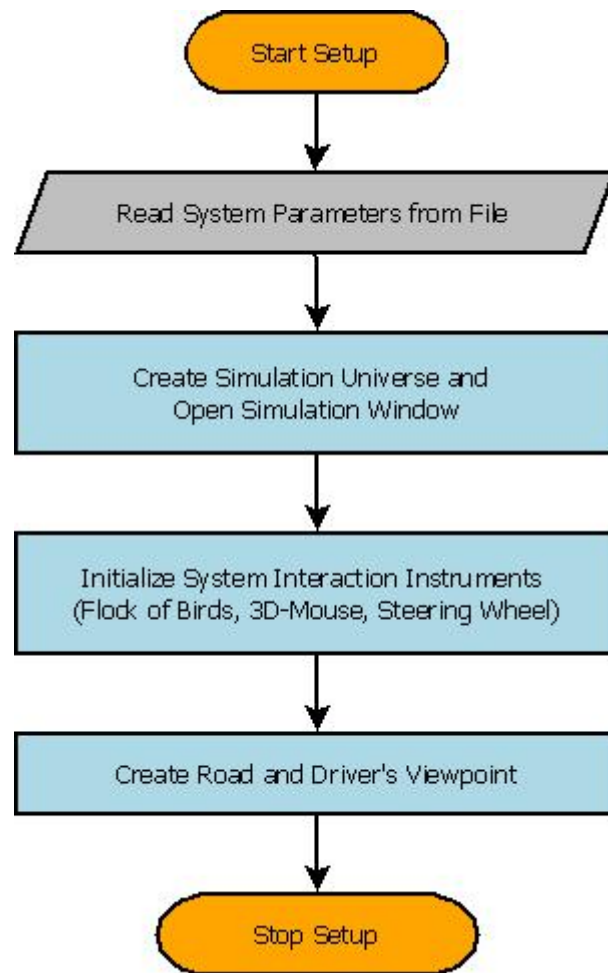 Start Setup
Read System Parameters from File
Create Simulation Universe and
Open Simulation Window
Initialize System Interaction Instruments
(Flock of Birds, 3D-Mouse, Steering Wheel)
Create Road and Driver's Viewpoint
Stop Setup